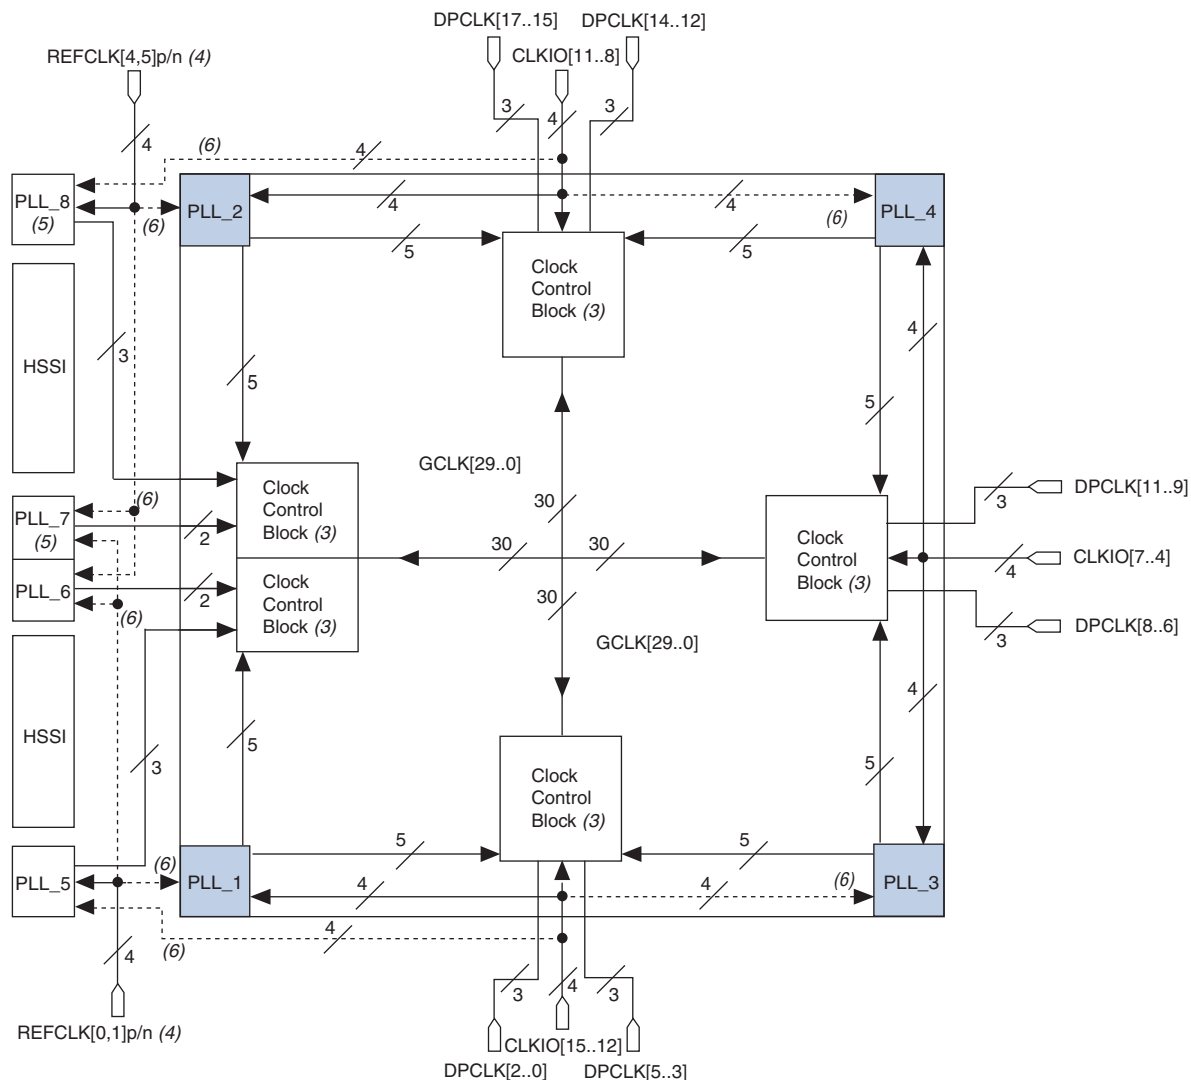 DPCLK[17..15]
DPCLK[14..12]
REFCLK[4,5]p/n (4)
CLKIO[11..8]
3
4
3
4
(6)
4
PLL_8
(5)
(6)
PLL_2
4
4
(6)
PLL_4
5
5
Clock
Control
Block (3)
HSSI
3
4
5
5
GCLK[29..0]
Clock
Control
Block (3)
DPCLK[11..9]
3
(6)
PLL_7
(5)
2
30
30
30
Clock
Control
Block (3)
CLKIO[7..4]
4
PLL_6
2
Clock
Control
Block (3)
30
(6)
DPCLK[8..6]
3
GCLK[29..0]
4
HSSI
5
3
Clock
Control
Block (3)
5
5
5
(6)
PLL_5
PLL_1
4
4
(6)
PLL_3
4
(6)
4
3
4
3
REFCLK[0,1]p/n (4)
CLKIO[15..12]
DPCLK[2..0]
DPCLK[5..3]